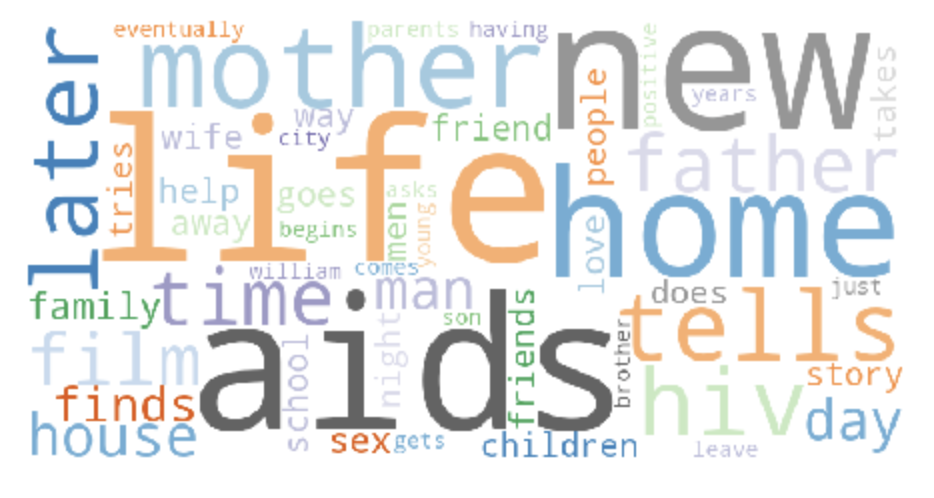 eventually
parents
having
mother
new
later
positive
years
takes
people
way
wife
city
friend
father
life
tries
help
goes
asks
away
begins
men
young
love
home
william
comes
family
time
man
does
just
son
tells
film
aids
school
night
friends
brother
story
finds
hiv
day
house
sex
gets
children
leave